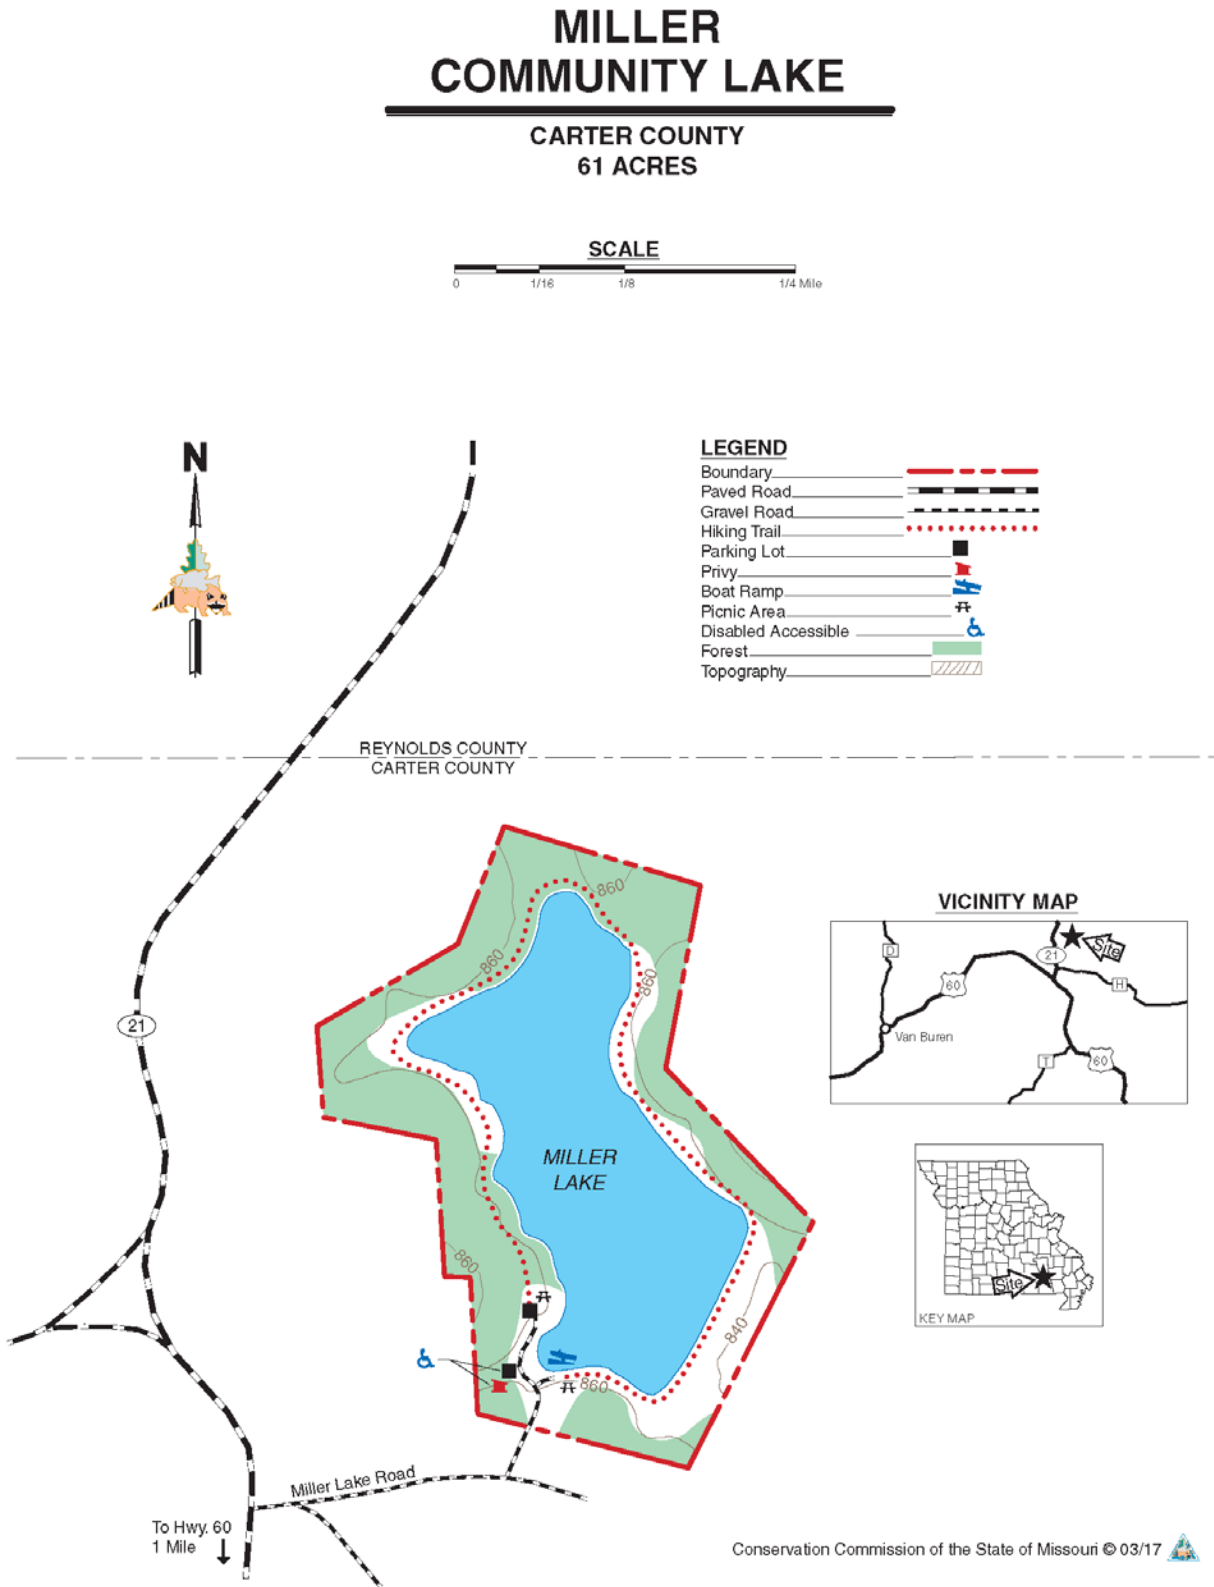 MILLER
COMMUNITY LAKE
CARTER COUNTY
61 ACRES
SCALE
0 1/16 1/8 1/4 Mile
N
LEGEND
Boundary
Paved Road
Gravel Road
Hiking Trail
Parking Lot
Privy
Boat Ramp
Picnic Area
Disabled Accessible
Forest
Topography
REYNOLDS COUNTY
CARTER COUNTY
860
860
860
21
MILLER
LAKE
860
840
860
VICINITY MAP
D
21
Site
60
H
Van Buren
T
60
Site
KEY MAP
Miller Lake Road
To Hwy. 60
1 Mile
Conservation Commission of the State of Missouri © 03/17